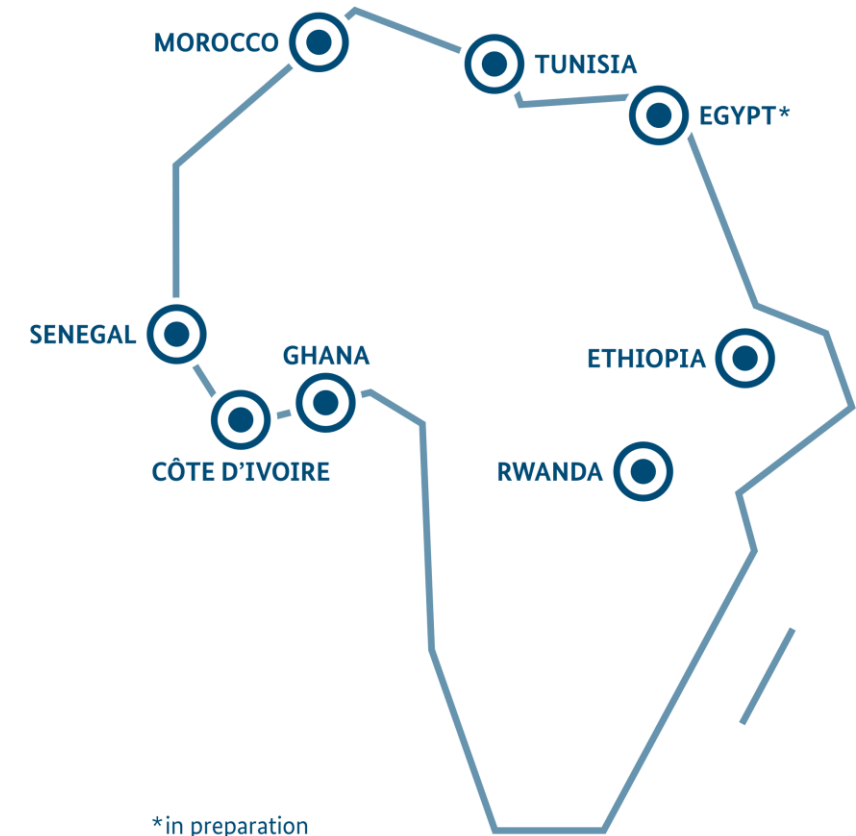 MOROCCO
TUNISIA
EGYPT*
SENEGAL
GHANA
ETHIOPIA
CÔTE D’IVOIRE
RWANDA
*in preparation